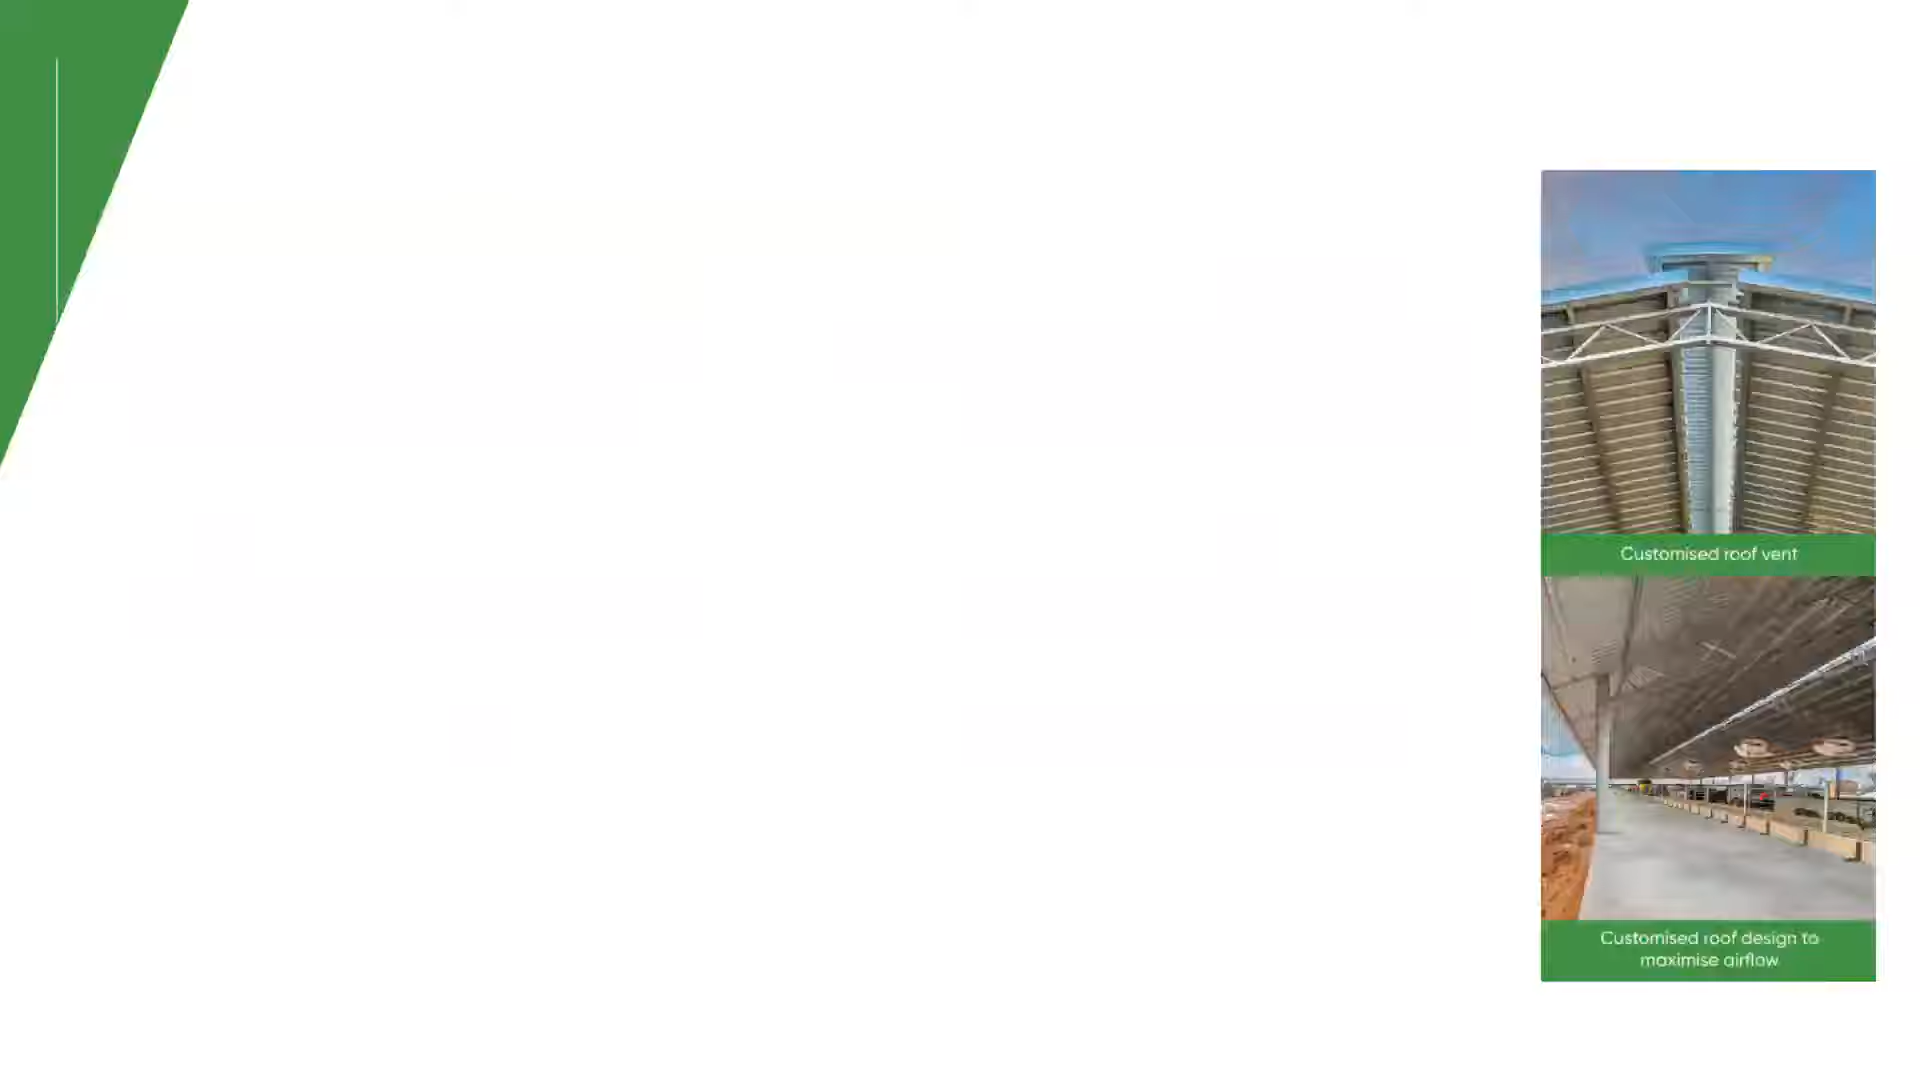 Customised roof vent
Customised roof design to
maximise airflow